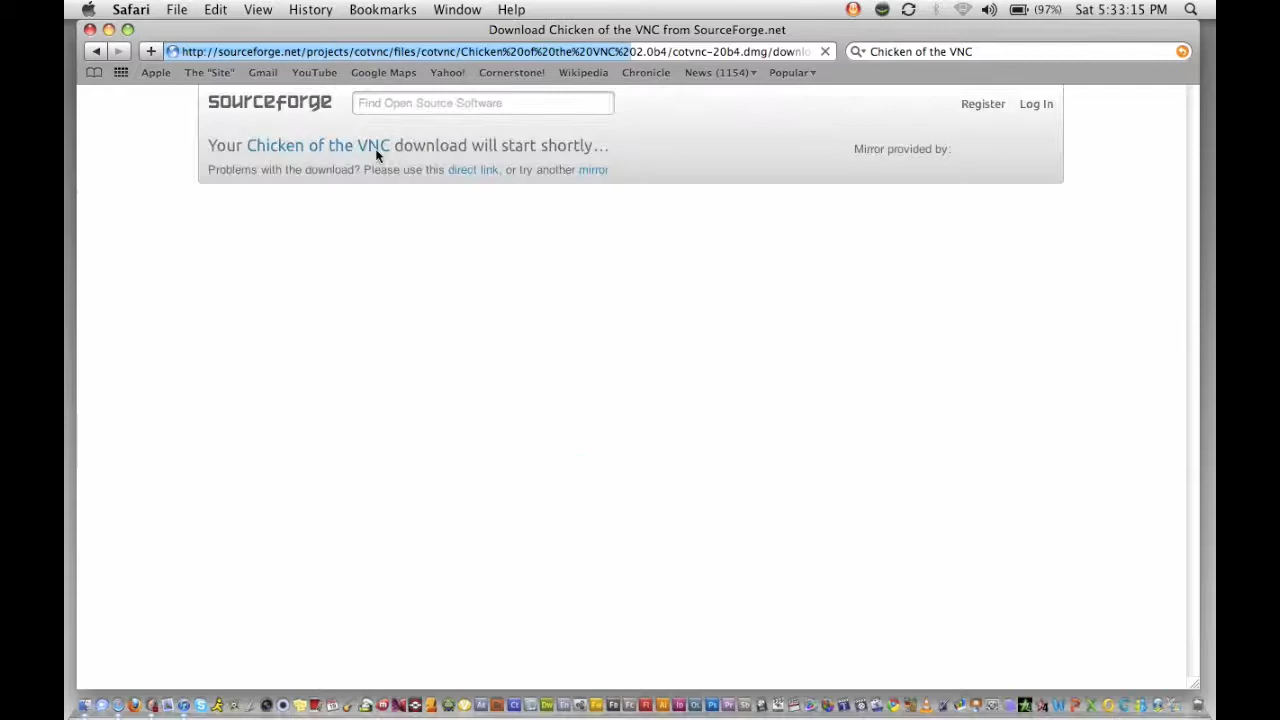 Safari File Edit View History Bookmarks Window Help (97%) Sat 5:33:15 PM
Download Chicken of the VNC from SourceForge.net
http://sourceforge.net/projects/cotvnc/files/cotvnc/Chicken%20of%20the%20VNC%202.0b4/cotvnc-20b4.dmg/downlo Chicken of the VNC
Apple The "Site" Gmail YouTube Google Maps Yahoo! Cornerstone! Wikipedia Chronicle News (1154) Popular
sourceforge Find Open Source Software Register Log In
Your Chicken of the VNC download will start shortly...
Mirror provided by:
Problems with the download? Please use this direct link, or try another mirror